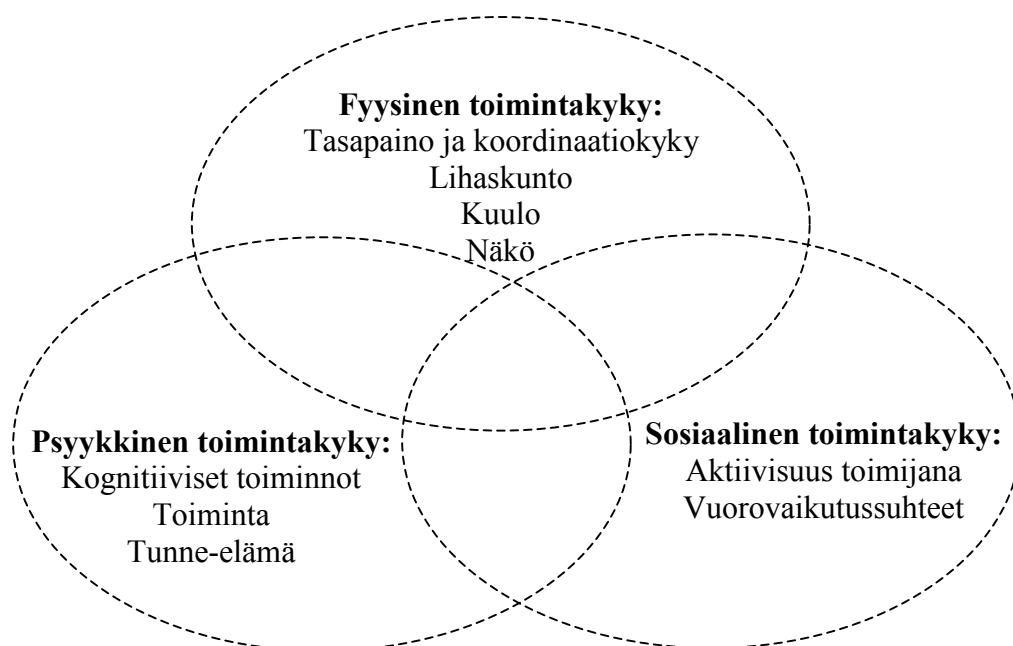 Fyysinen toimintakyky:
Tasapaino ja koordinaatiokyky
Lihaskunto
Kuulo
Näkö
Psyykkinen toimintakyky:
Kognitiiviset toiminnot
Toiminta
Tunne-elämä
Sosiaalinen toimintakyky:
Aktiivisuus toimijana
Vuorovaikutussuhteet